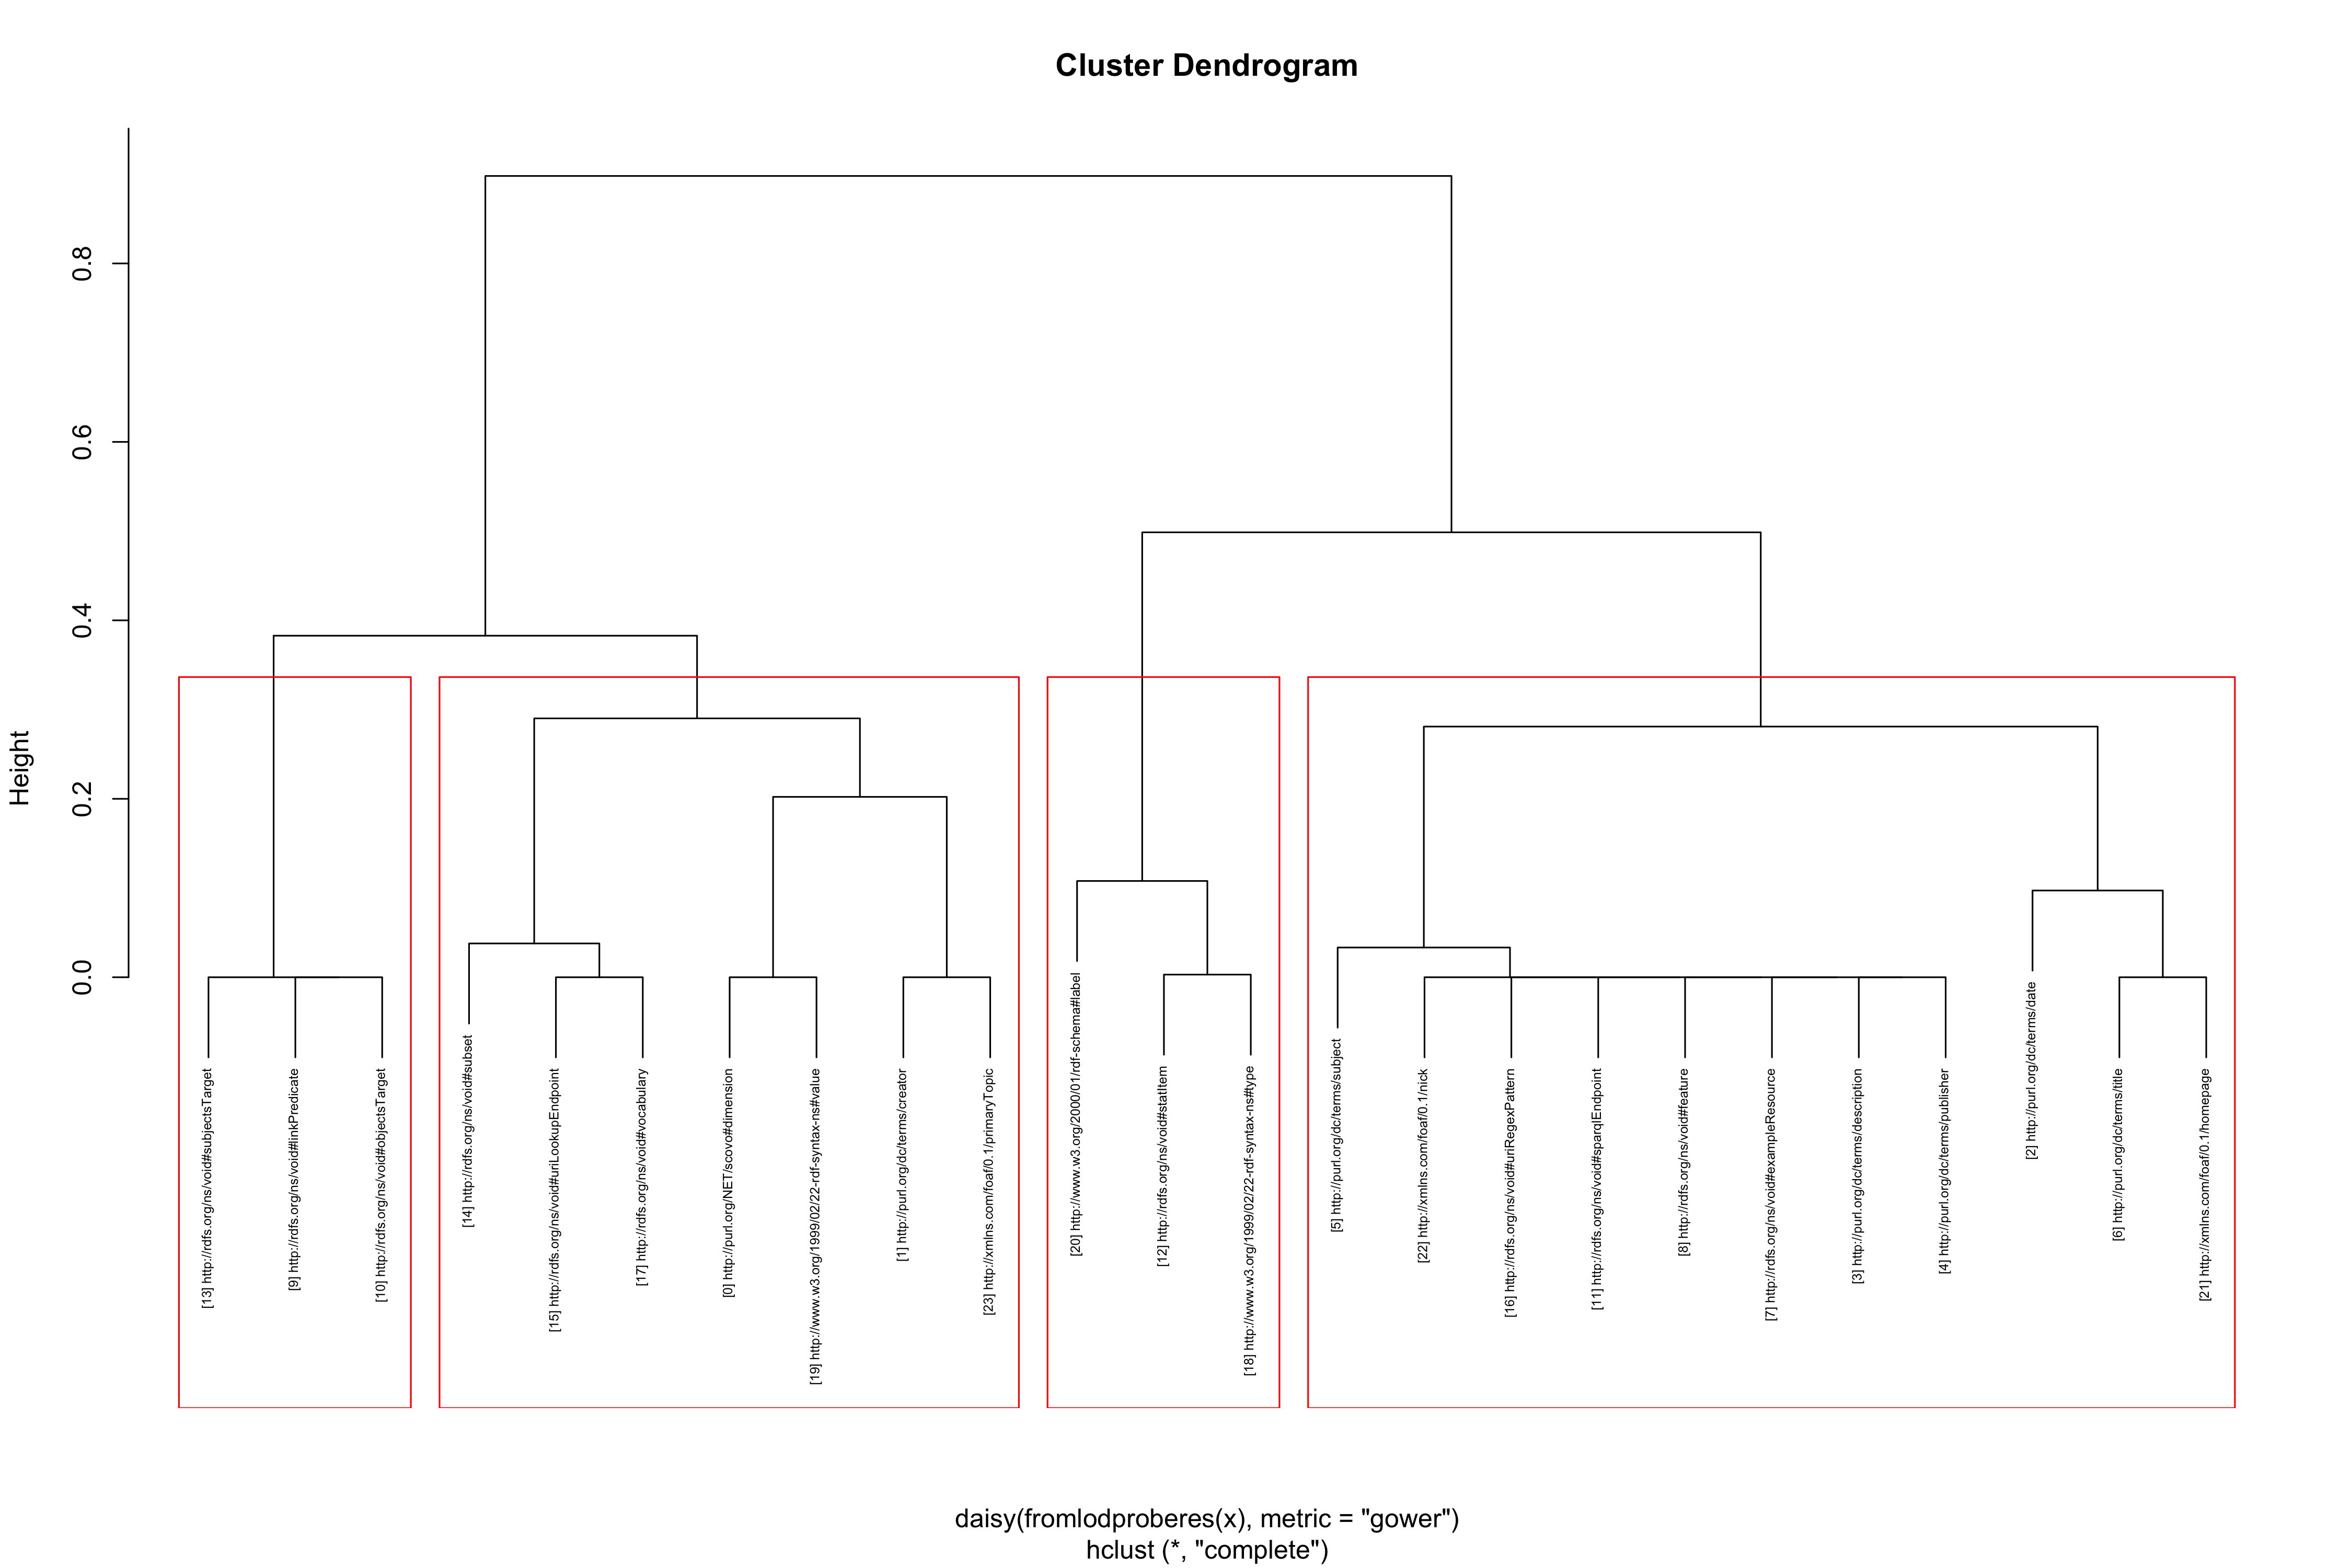 Cluster Dendrogram
Height
0.8
0.6
0.4
0.2
0.0
[13] http://rdfs.org/ns/void#subjectsTarget
[9] http://rdfs.org/ns/void#linkPredicate
[10] http://rdfs.org/ns/void#objectsTarget
[14] http://rdfs.org/ns/void#subset
[15] http://rdfs.org/ns/void#uriLookupEndpoint
[17] http://rdfs.org/ns/void#vocabulary
[0] http://purl.org/NET/scovo#dimension
[19] http://www.w3.org/1999/02/22-rdf-syntax-ns#value
[1] http://purl.org/dc/terms/creator
[23] http://xmlns.com/foaf/0.1/primaryTopic
[20] http://www.w3.org/2000/01/rdf-schema#label
[12] http://rdfs.org/ns/void#statItem
[18] http://www.w3.org/1999/02/22-rdf-syntax-ns#type
[5] http://purl.org/dc/terms/subject
[22] http://xmlns.com/foaf/0.1/nick
[16] http://rdfs.org/ns/void#uriRegexPattern
[11] http://rdfs.org/ns/void#sparqlEndpoint
[8] http://rdfs.org/ns/void#feature
[7] http://rdfs.org/ns/void#exampleResource
[3] http://purl.org/dc/terms/description
[4] http://purl.org/dc/terms/publisher
[2] http://purl.org/dc/terms/date
[6] http://purl.org/dc/terms/title
[21] http://xmlns.com/foaf/0.1/homepage
daisy(fromlodproberes(x), metric = "gower")
hclust (*, "complete")